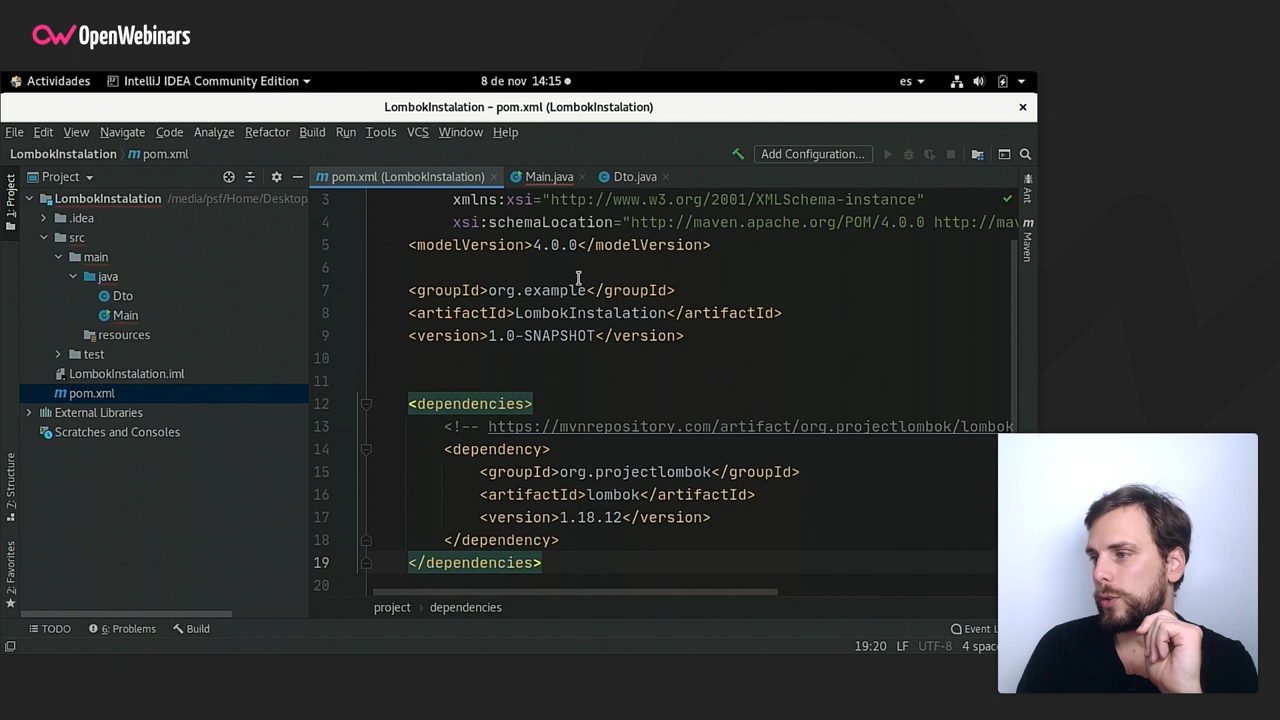 OpenWebinars
Actividades IntelliJ IDEA Community Edition 8 de nov 14:15 es
LombokInstalation – pom.xml (LombokInstalation)
File Edit View Navigate Code Analyze Refactor Build Run Tools VCS Window Help
LombokInstalation pom.xml Add Configuration...
1: Project
Project
pom.xml (LombokInstalation) Main.java Dto.java
LombokInstalation /media/psf/Home/Desktop
.idea
src
main
java
Dto
Main
resources
test
LombokInstalation.iml
pom.xml
External Libraries
Scratches and Consoles
3 xmlns:xsi="http://www.w3.org/2001/XMLSchema-instance"
4 xsi:schemaLocation="http://maven.apache.org/POM/4.0.0 http://mav
5 <modelVersion>4.0.0</modelVersion>
6
7 <groupId>org.example</groupId>
8 <artifactId>LombokInstalation</artifactId>
9 <version>1.0-SNAPSHOT</version>
10
11
12 <dependencies>
13 <!-- https://mvnrepository.com/artifact/org.projectlombok/lombok
14 <dependency>
15 <groupId>org.projectlombok</groupId>
16 <artifactId>lombok</artifactId>
17 <version>1.18.12</version>
18 </dependency>
19 </dependencies>
20
Ant
Maven
7: Structure
2: Favorites
project dependencies
TODO 6: Problems Build Event L
19:20 LF UTF-8 4 spac